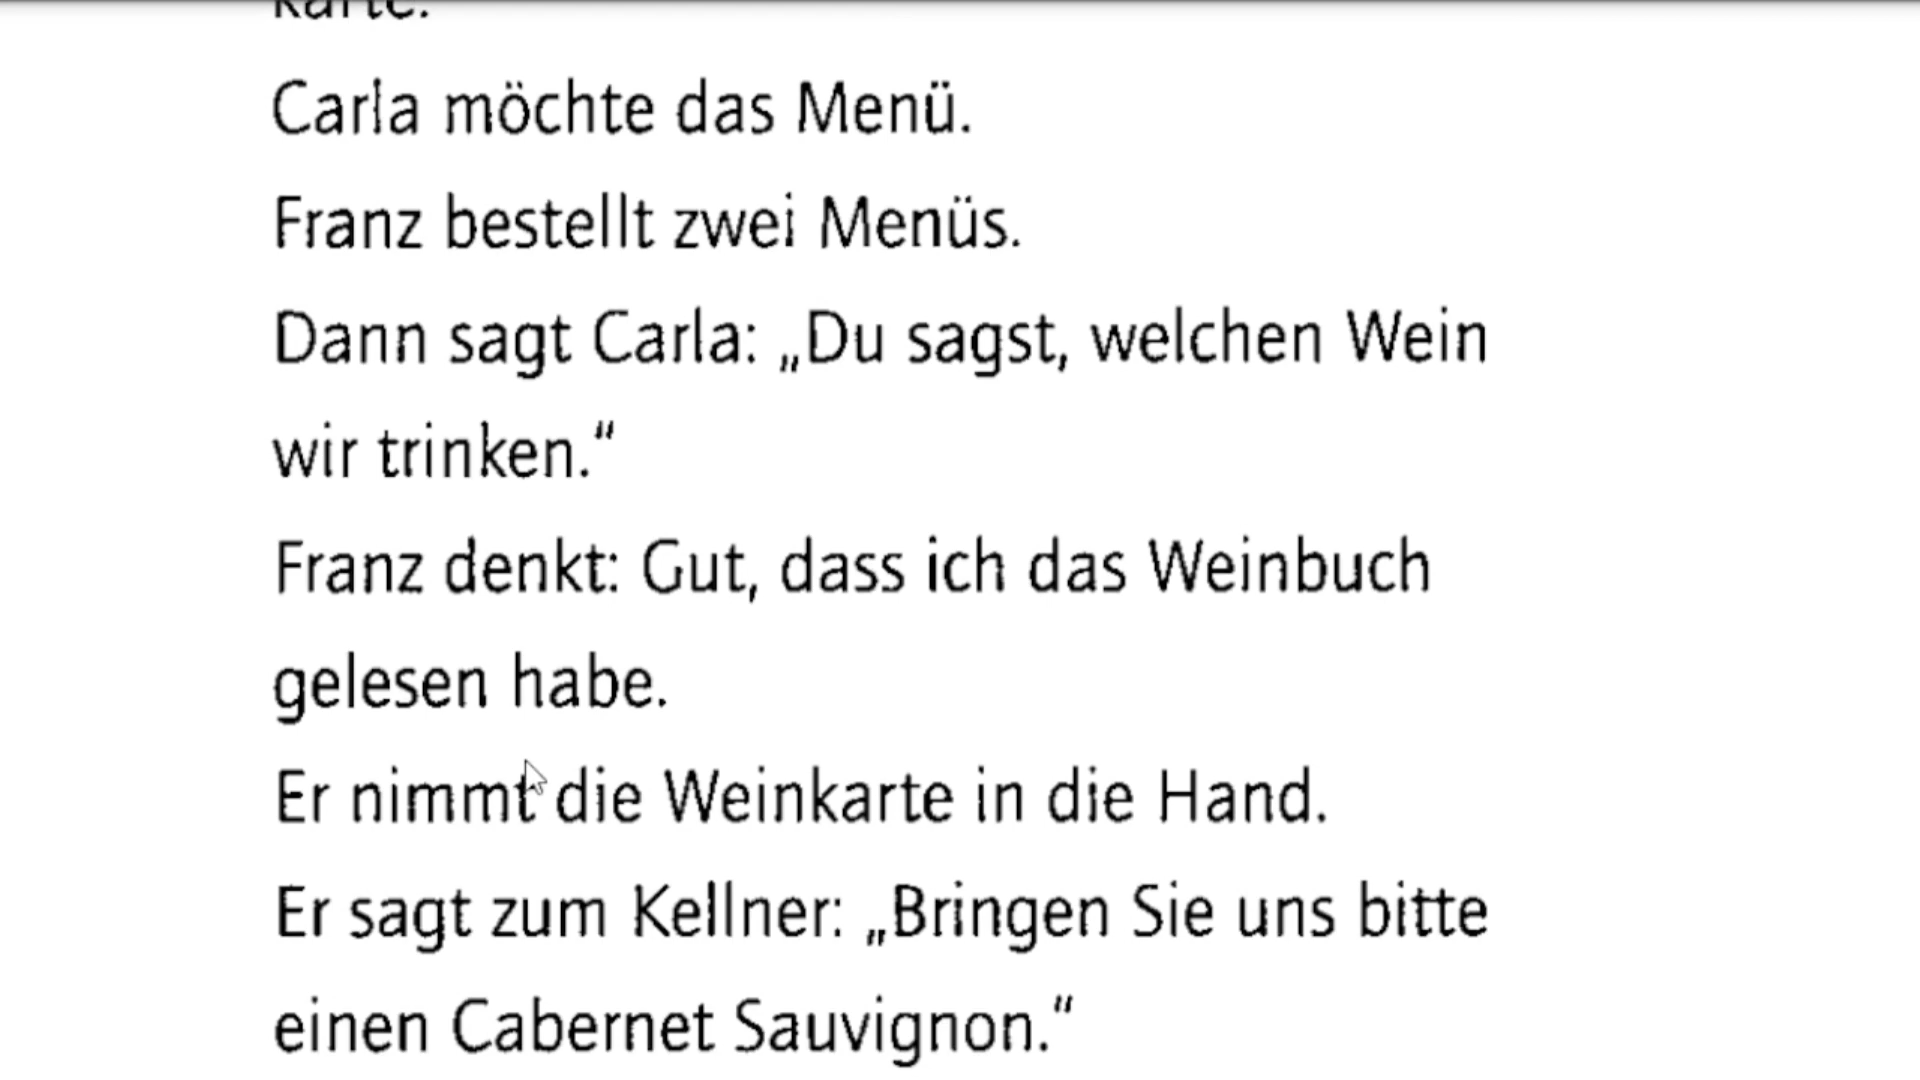 karte.
Carla möchte das Menü.
Franz bestellt zwei Menüs.
Dann sagt Carla: „Du sagst, welchen Wein
wir trinken.“
Franz denkt: Gut, dass ich das Weinbuch
gelesen habe.
Er nimmt die Weinkarte in die Hand.
Er sagt zum Kellner: „Bringen Sie uns bitte
einen Cabernet Sauvignon.“